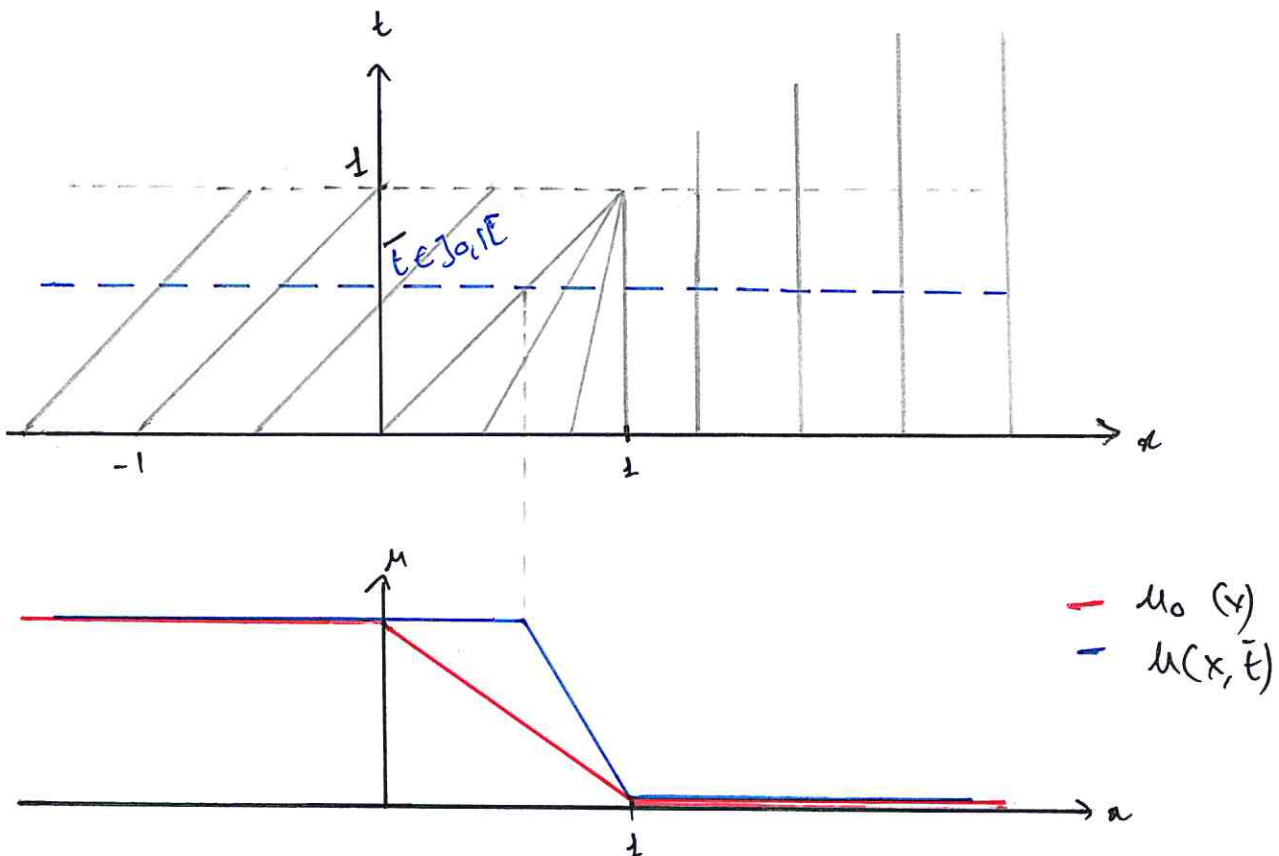 t
1
t̄ ∈ ]0,1[
x
-1
1
u
u₀ (x)
u(x, t̄)
x
1